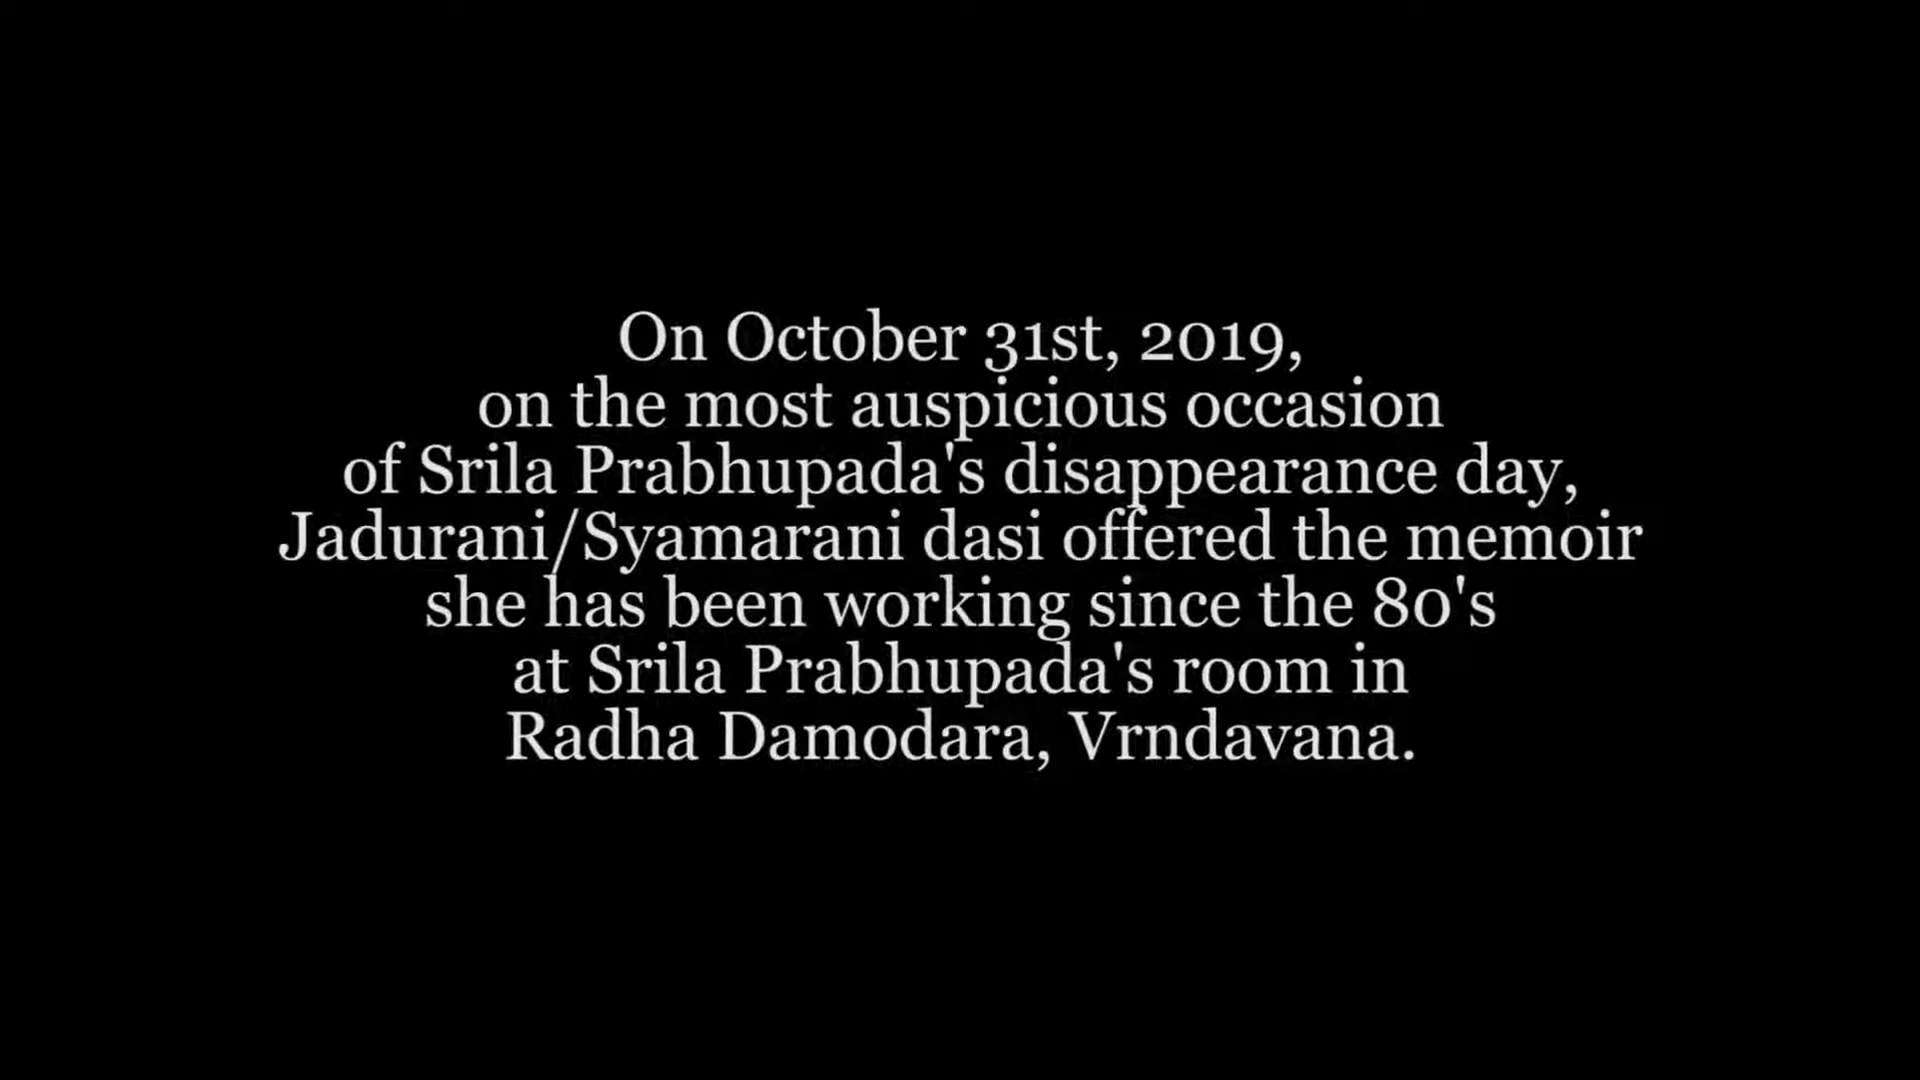 On October 31st, 2019,
on the most auspicious occasion
of Srila Prabhupada's disappearance day,
Jadurani/Syamarani dasi offered the memoir
she has been working since the 80's
at Srila Prabhupada's room in
Radha Damodara, Vrndavana.